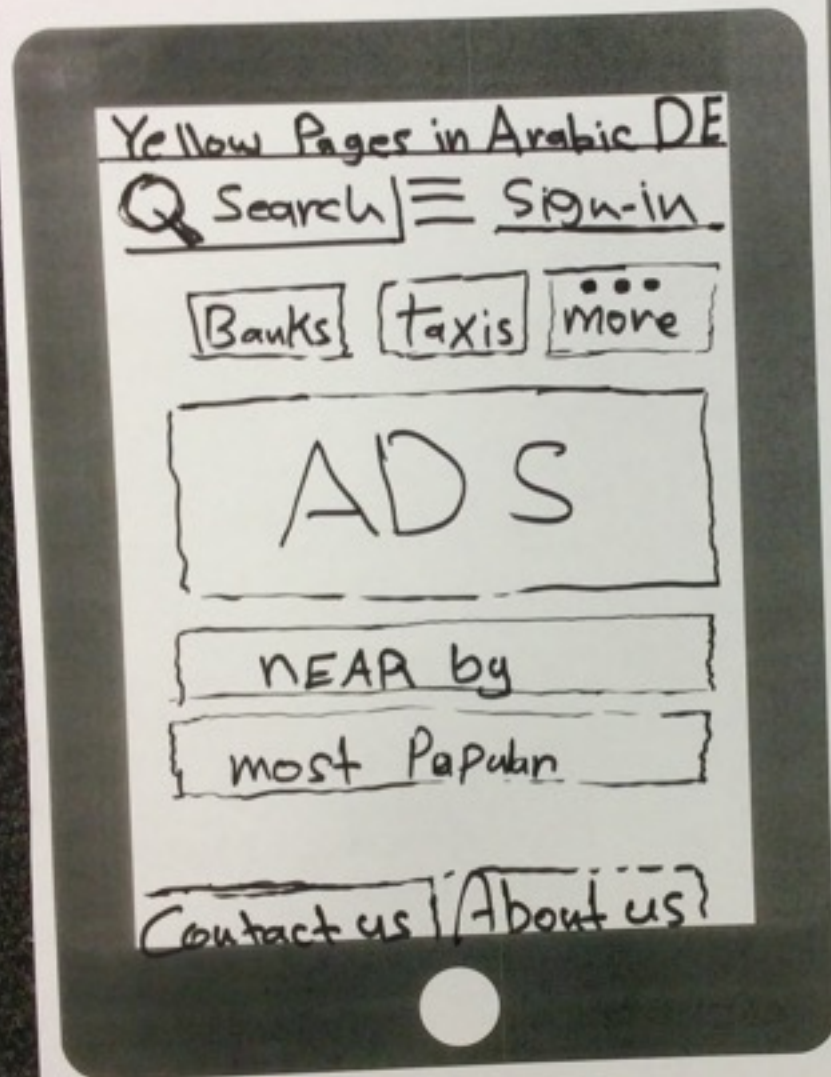 Yellow Pages in Arabic DE
Search Sign-in
Banks taxis more
ADS
nEAR by
most Papular
Contact us About us